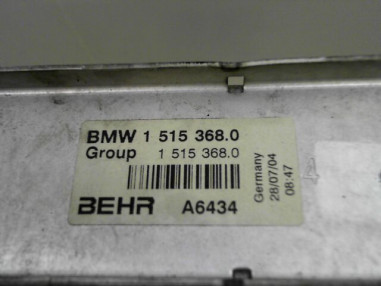 BMW 1 515 368.0
Group 1 515 368.0
BEHR A6434
Germany
28/07/04
08:47